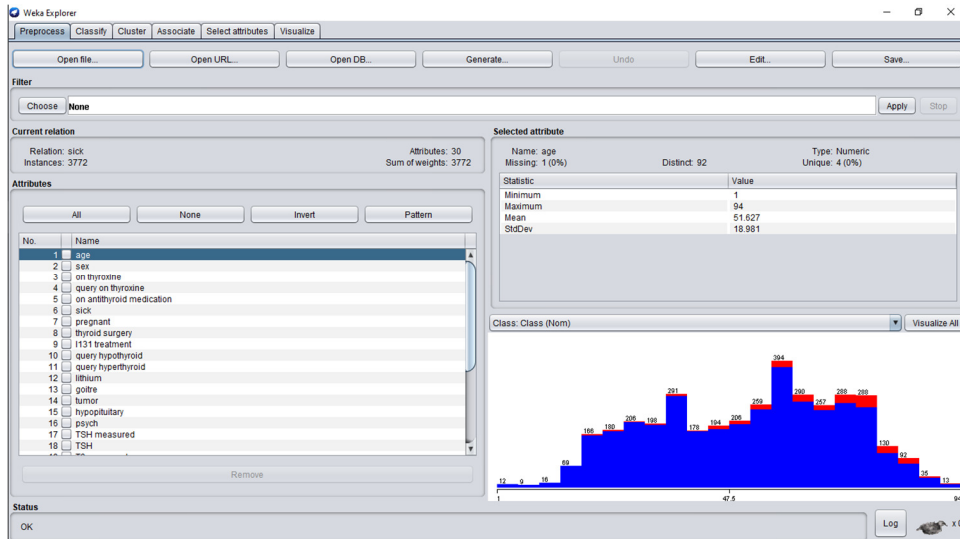 Weka Explorer
Preprocess Classify Cluster Associate Select attributes Visualize
Open file... Open URL... Open DB... Generate... Undo Edit... Save...
Filter
Choose None Apply Stop
Current relation
Relation: sick Attributes: 30
Instances: 3772 Sum of weights: 3772
Attributes
All None Invert Pattern
No. Name
1 age
2 sex
3 on thyroxine
4 query on thyroxine
5 on antithyroid medication
6 sick
7 pregnant
8 thyroid surgery
9 I131 treatment
10 query hypothyroid
11 query hyperthyroid
12 lithium
13 goitre
14 tumor
15 hypopituitary
16 psych
17 TSH measured
18 TSH
Remove
Selected attribute
Name: age Type: Numeric
Missing: 1 (0%) Distinct: 92 Unique: 4 (0%)
Statistic Value
Minimum 1
Maximum 94
Mean 51.627
StdDev 18.981
Class: Class (Nom) Visualize All
12 9 16 69 166 180 206 198 291 178 194 206 259 394 290 257 288 288 130 92 35 13
1 47.5 94
Status
OK
Log x 0